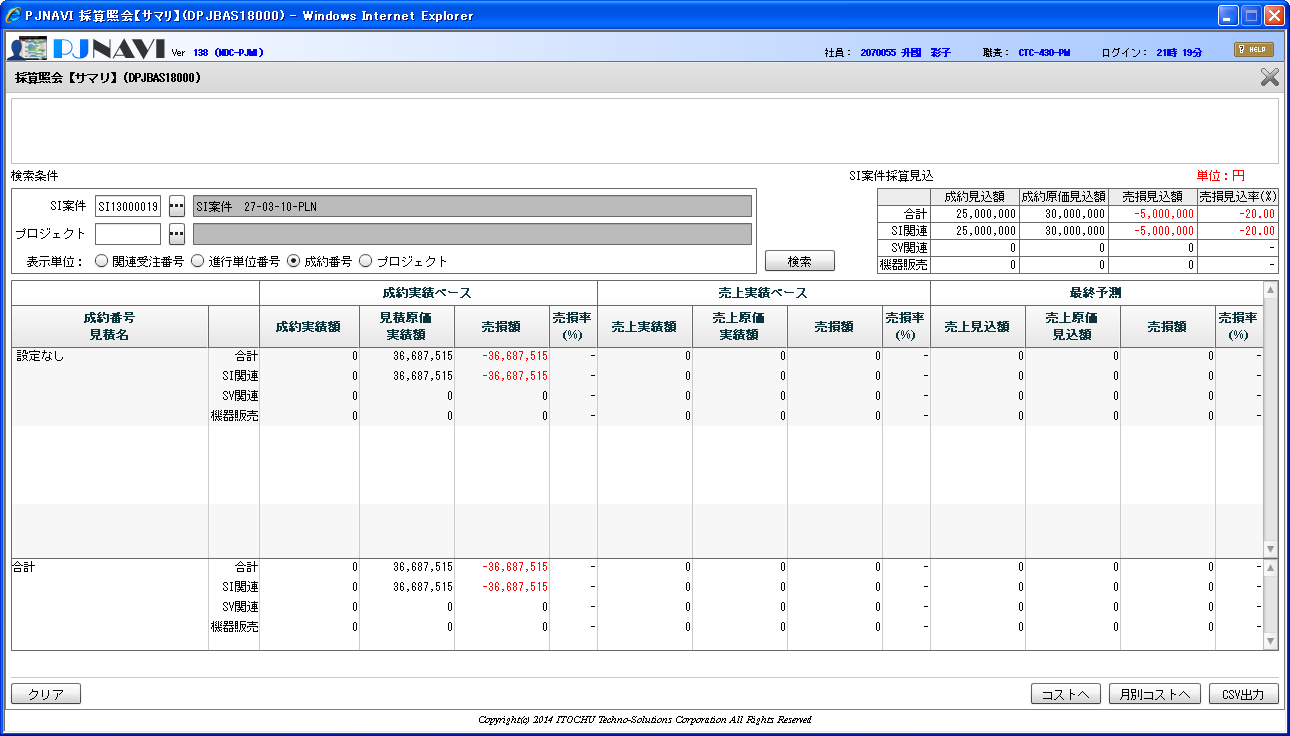 PJNAVI 採算照会【サマリ】(DPJBAS18000) - Windows Internet Explorer
PJNAVI Ver 138 (NDC-PJMI) 社員： 2070055 升國 彩子 職責： CTC-430-PM ログイン： 21時 19分 ? HELP
採算照会【サマリ】(DPJBAS18000)
検索条件 SI案件採算見込 単位：円
成約見込額 成約原価見込額 売損見込額 売損見込率(%)
合計 25,000,000 30,000,000 -5,000,000 -20.00
SI関連 25,000,000 30,000,000 -5,000,000 -20.00
SV関連 0 0 0 -
機器販売 0 0 0 -
SI案件 SI13000019 ••• SI案件 27-03-10-PLN
プロジェクト •••
表示単位： 関連受注番号 進行単位番号 成約番号 プロジェクト 検索
成約実績ベース 売上実績ベース 最終予測
成約番号 見積名 成約実績額 見積原価実績額 売損額 売損率(%) 売上実績額 売上原価実績額 売損額 売損率(%) 売上見込額 売上原価見込額 売損額 売損率(%)
設定なし 合計 0 36,687,515 -36,687,515 - 0 0 0 - 0 0 0 -
SI関連 0 36,687,515 -36,687,515 - 0 0 0 - 0 0 0 -
SV関連 0 0 0 - 0 0 0 - 0 0 0 -
機器販売 0 0 0 - 0 0 0 - 0 0 0 -
合計 合計 0 36,687,515 -36,687,515 - 0 0 0 - 0 0 0 -
SI関連 0 36,687,515 -36,687,515 - 0 0 0 - 0 0 0 -
SV関連 0 0 0 - 0 0 0 - 0 0 0 -
機器販売 0 0 0 - 0 0 0 - 0 0 0 -
クリア コストへ 月別コストへ CSV出力
Copyright(c) 2014 ITOCHU Techno-Solutions Corporation All Rights Reserved